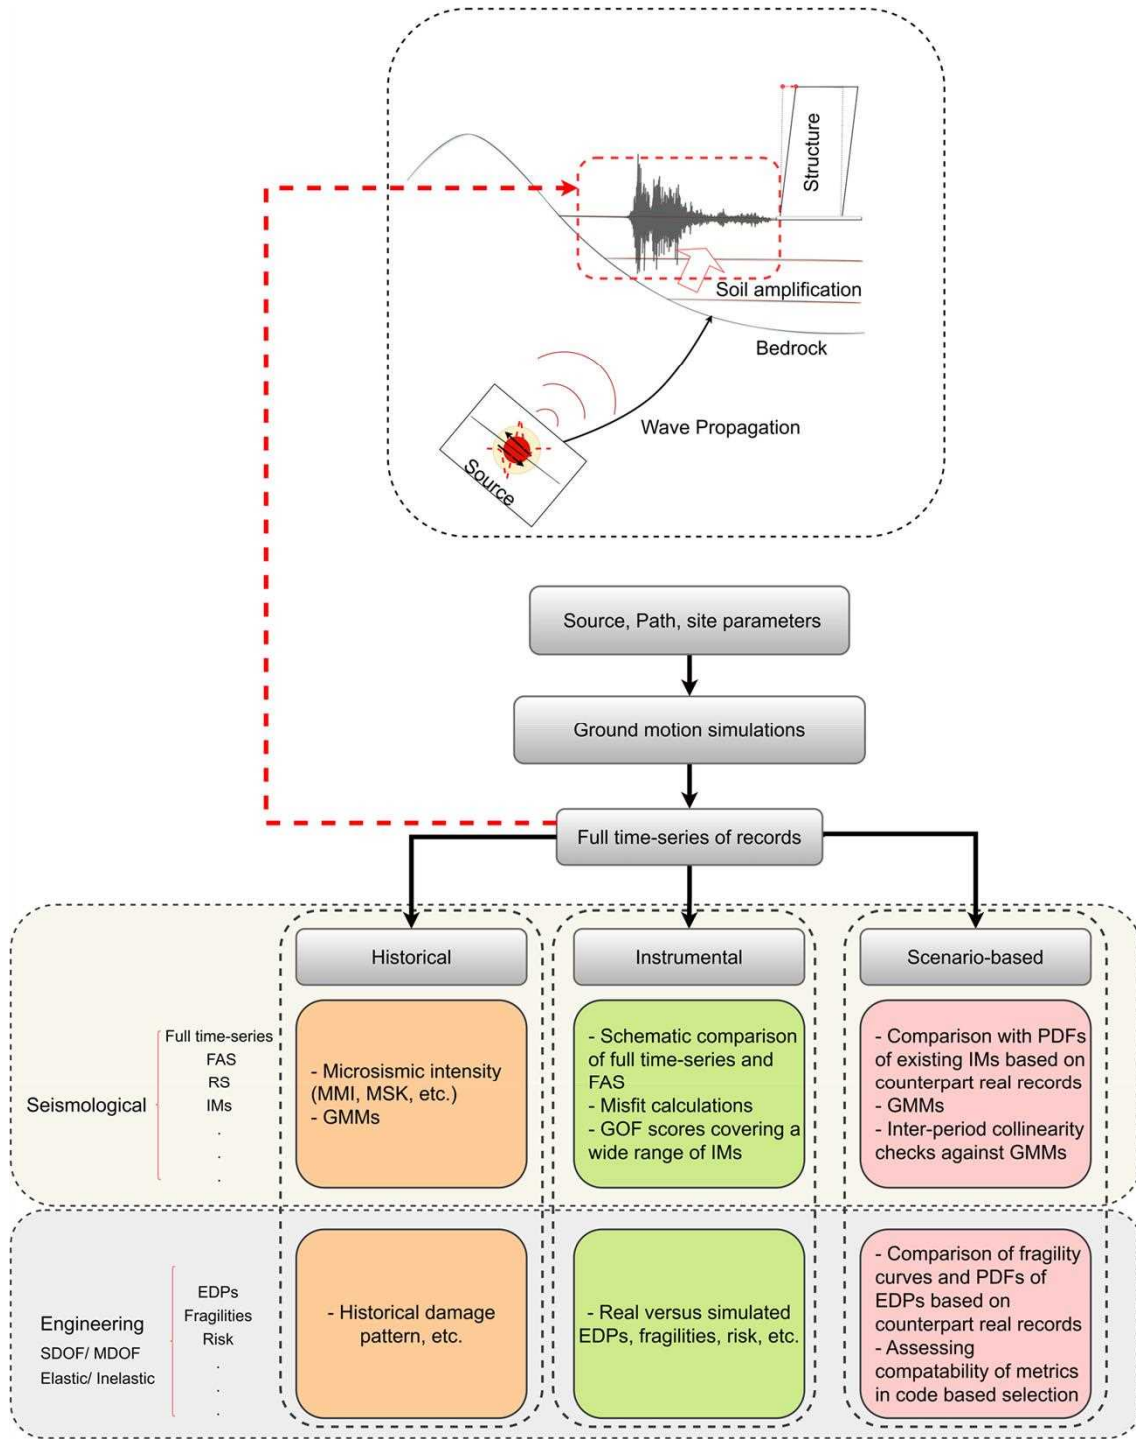 Structure
Soil amplification
Bedrock
Wave Propagation
Source
Source, Path, site parameters
Ground motion simulations
Full time-series of records
Historical
Instrumental
Scenario-based
Seismological
Full time-series
FAS
RS
IMs
.
.
.
- Microsismic intensity
(MMI, MSK, etc.)
- GMMs
- Schematic comparison
of full time-series and
FAS
- Misfit calculations
- GOF scores covering a
wide range of IMs
- Comparison with PDFs
of existing IMs based on
counterpart real records
- GMMs
- Inter-period collinearity
checks against GMMs
Engineering
SDOF/ MDOF
Elastic/ Inelastic
EDPs
Fragilities
Risk
.
.
.
- Historical damage
pattern, etc.
- Real versus simulated
EDPs, fragilities, risk, etc.
- Comparison of fragility
curves and PDFs of
EDPs based on
counterpart real records
- Assessing
compatability of metrics
in code based selection